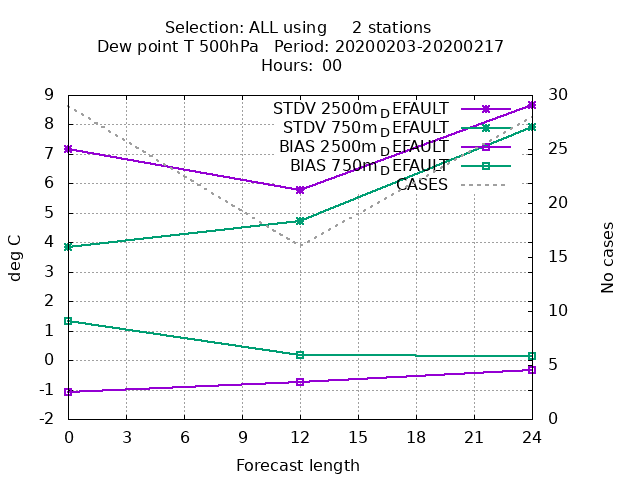 Selection: ALL using 2 stations
Dew point T 500hPa Period: 20200203-20200217
Hours: 00
STDV 2500m_DEFAULT
STDV 750m_DEFAULT
BIAS 2500m_DEFAULT
BIAS 750m_DEFAULT
CASES
deg C
9
8
7
6
5
4
3
2
1
0
-1
-2
30
25
20
15
10
5
0
No cases
0 3 6 9 12 15 18 21 24
Forecast length